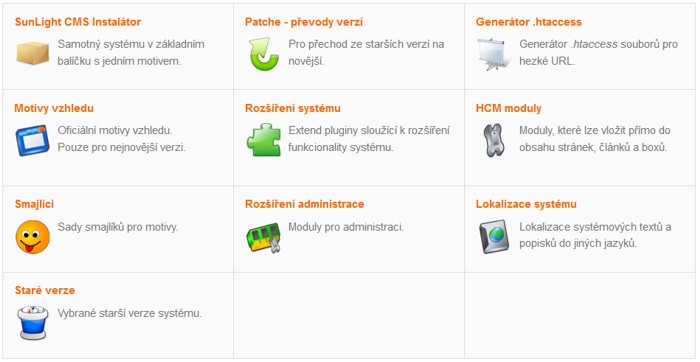 SunLight CMS Instalátor
Samotný systému v základním
balíčku s jedním motivem.
Patche - převody verzí
Pro přechod ze starších verzí na
novější.
Generátor .htaccess
Generátor .htaccess souborů pro
hezké URL.
Motivy vzhledu
Oficiální motivy vzhledu.
Pouze pro nejnovější verzi.
Rozšíření systému
Extend pluginy sloužící k rozšíření
funkcionality systému.
HCM moduly
Moduly, které lze vložit přímo do
obsahu stránek, článků a boxů.
Smajlíci
Sady smajlíků pro motivy.
Rozšíření administrace
Moduly pro administraci.
Lokalizace systému
Lokalizace systémových textů a
popisků do jiných jazyků.
Staré verze
Vybrané starší verze systému.